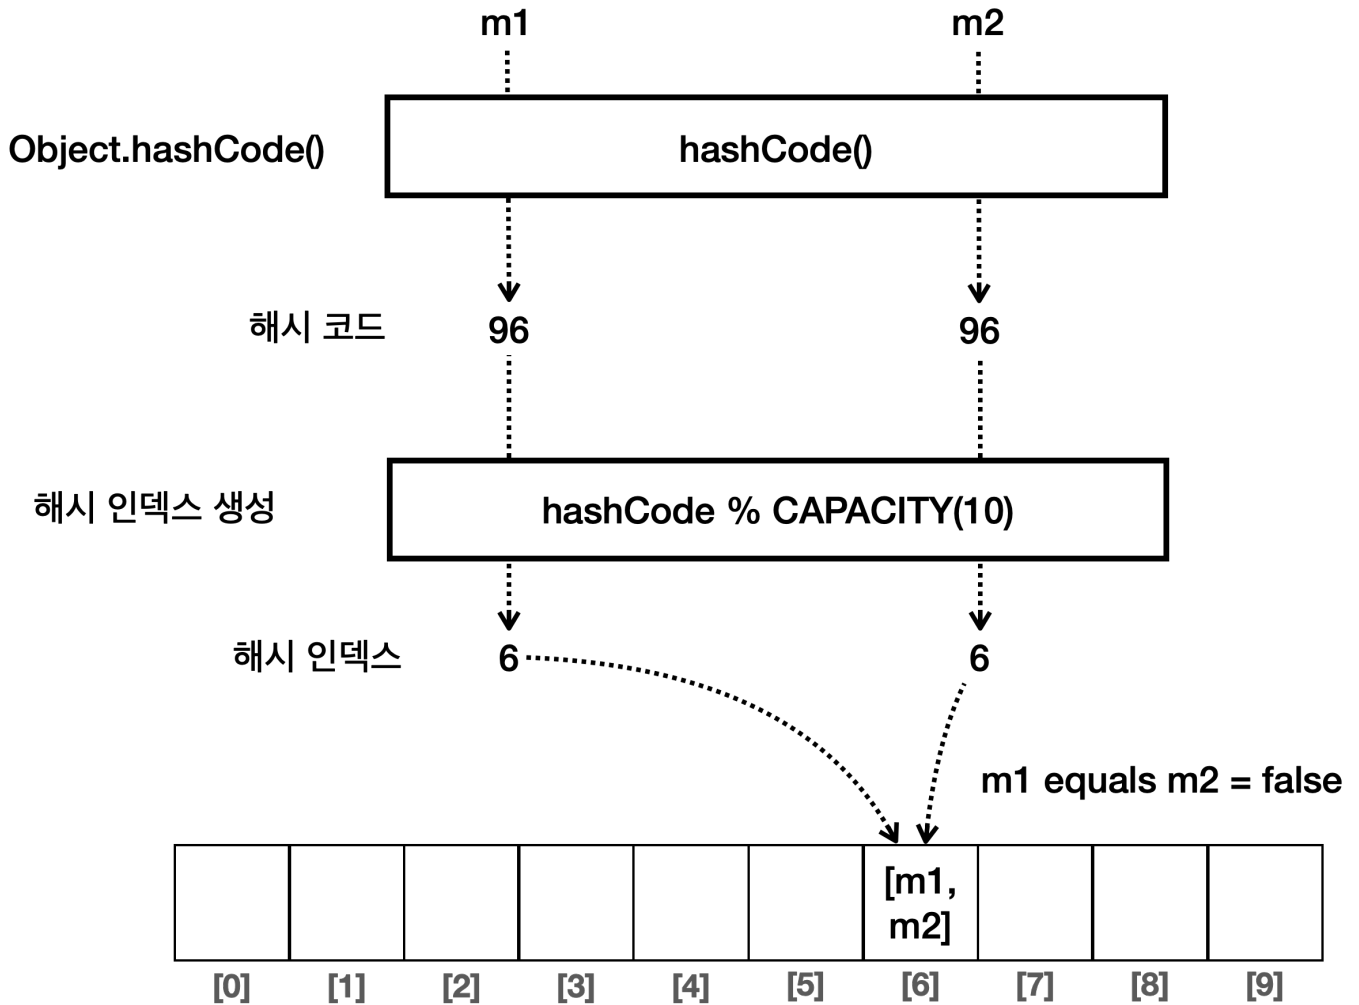 m1
m2
Object.hashCode()
hashCode()
해시 코드
96
96
해시 인덱스 생성
hashCode % CAPACITY(10)
해시 인덱스
6
6
m1 equals m2 = false
[m1,
m2]
[0]
[1]
[2]
[3]
[4]
[5]
[6]
[7]
[8]
[9]